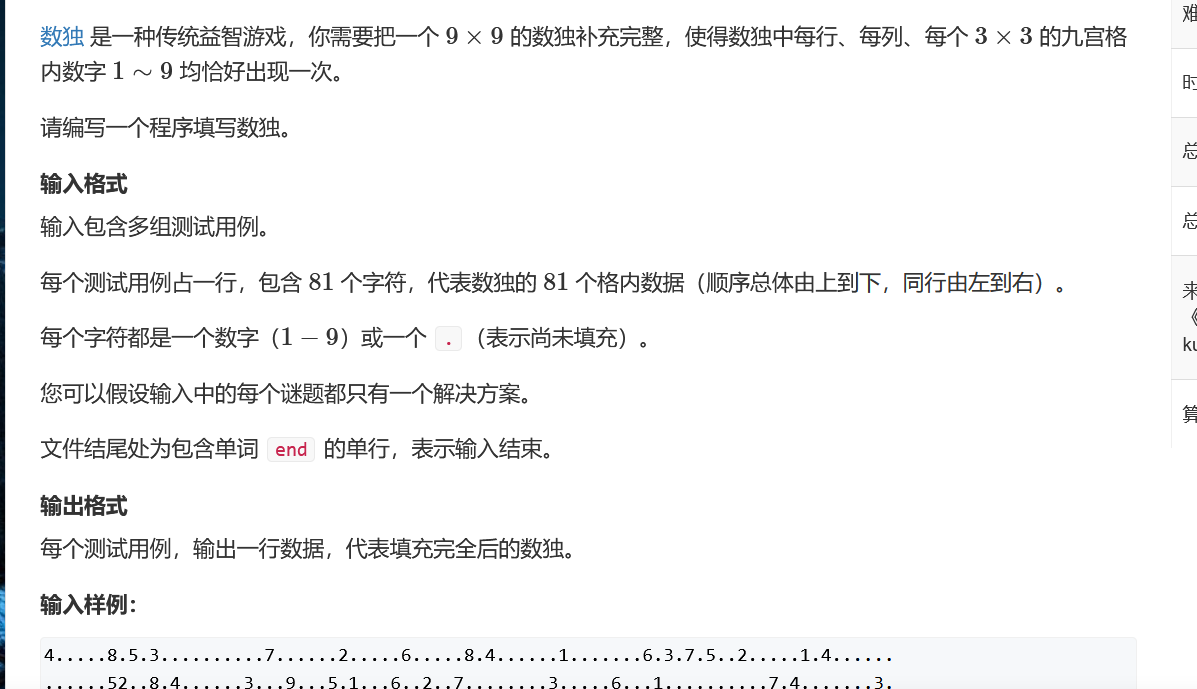 数独 是一种传统益智游戏，你需要把一个 9 × 9 的数独补充完整，使得数独中每行、每列、每个 3 × 3 的九宫格
内数字 1 ∼ 9 均恰好出现一次。
请编写一个程序填写数独。
输入格式
输入包含多组测试用例。
每个测试用例占一行，包含 81 个字符，代表数独的 81 个格内数据（顺序总体由上到下，同行由左到右）。
每个字符都是一个数字（1 − 9）或一个 . （表示尚未填充）。
您可以假设输入中的每个谜题都只有一个解决方案。
文件结尾处为包含单词 end 的单行，表示输入结束。
输出格式
每个测试用例，输出一行数据，代表填充完全后的数独。
输入样例：
4.....8.5.3..........7......2.....6.....8.4......1.......6.3.7.5..2.....1.4......
......52..8.4......3...9...5.1...6..2..7........3.....6...1..........7.4.......3.
难
时
总
总
来
《
ku
算